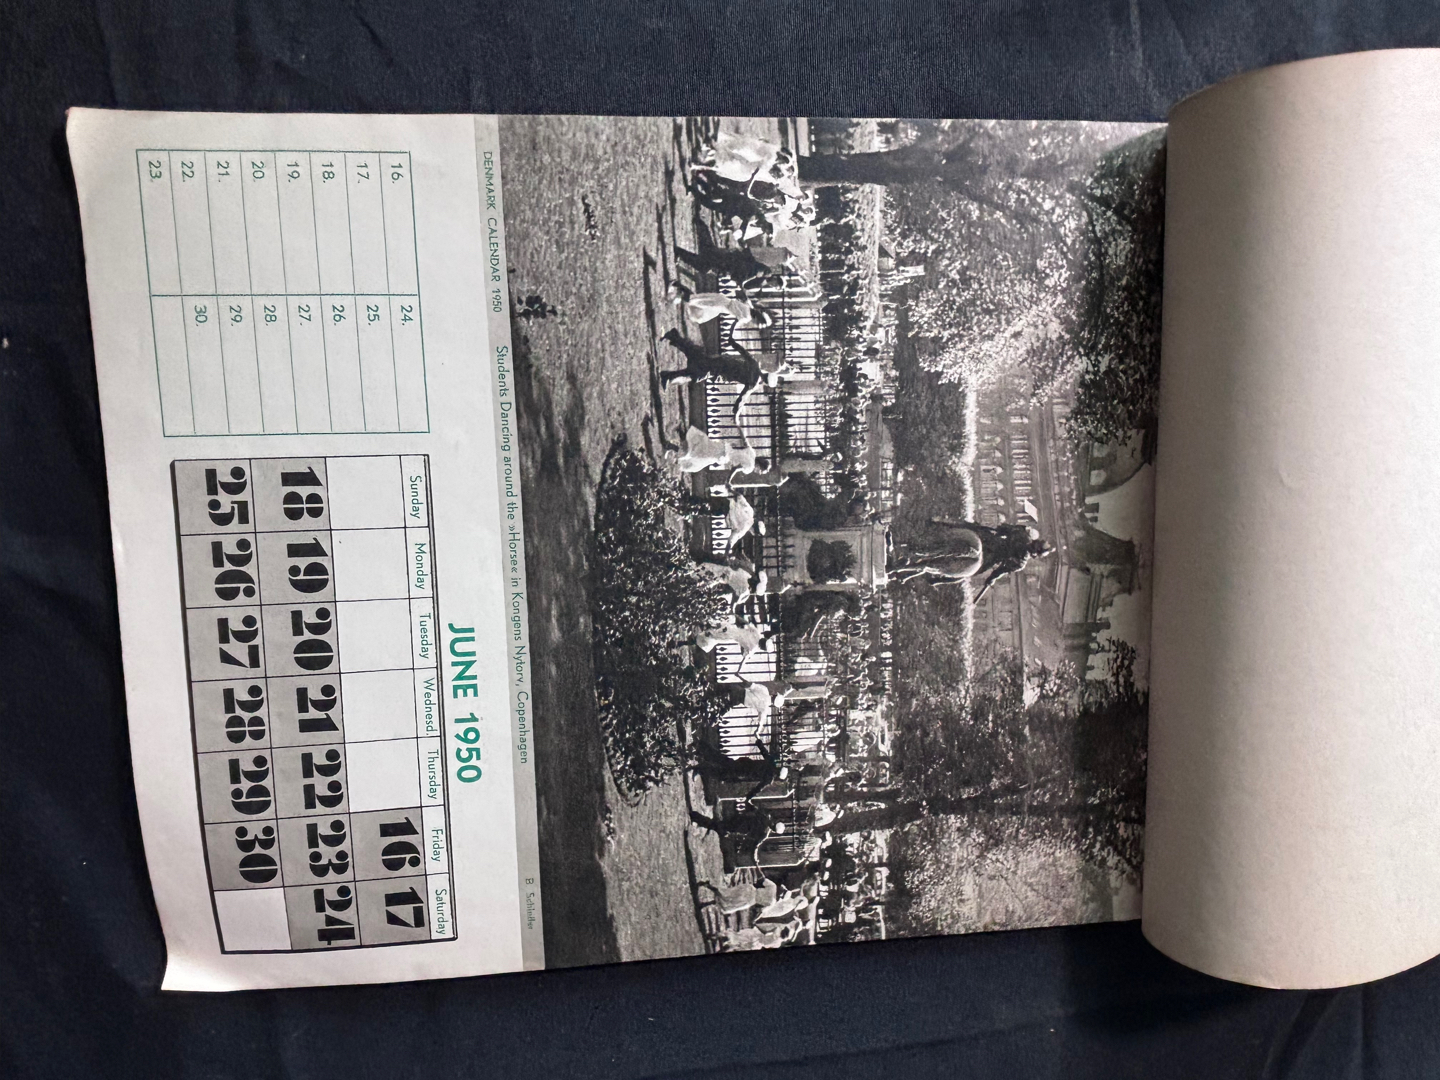 DENMARK CALENDAR 1950 Students Dancing around the »Horse« in Kongens Nytorv, Copenhagen B. Schlüßer
JUNE 1950
16. 24.
17. 25.
18. 26.
19. 27.
20. 28.
21. 29.
22. 30.
23.
Sunday Monday Tuesday Wednesd. Thursday Friday Saturday
16 17
18 19 20 21 22 23 24
25 26 27 28 29 30